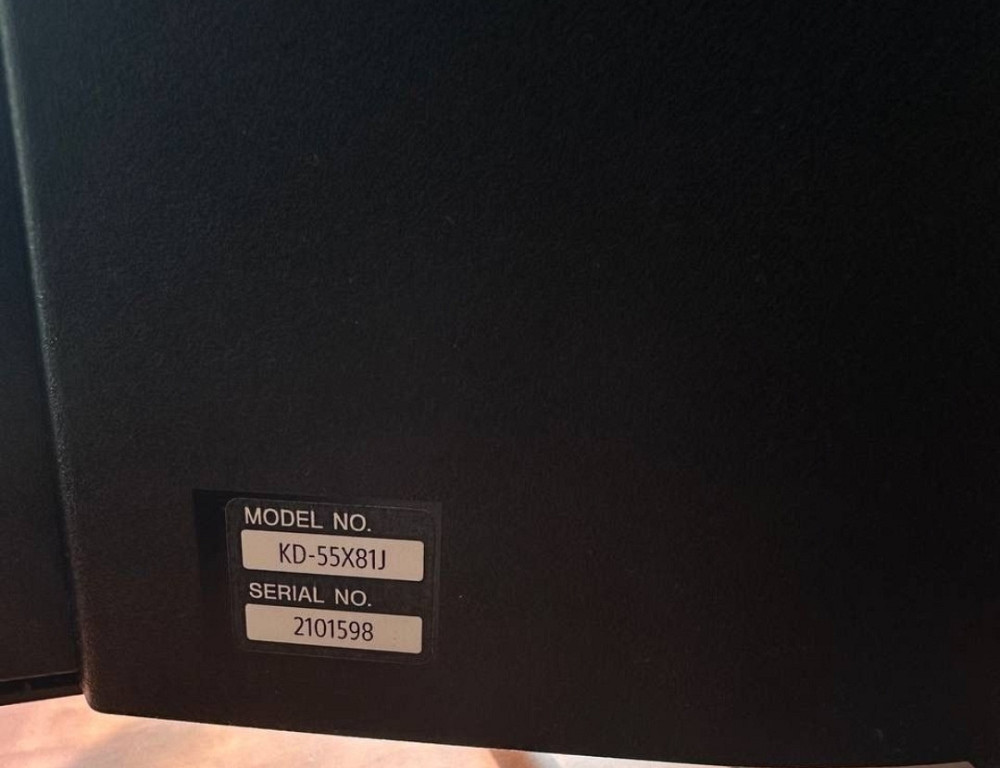 MODEL NO.
KD-55X81J
SERIAL NO.
2101598